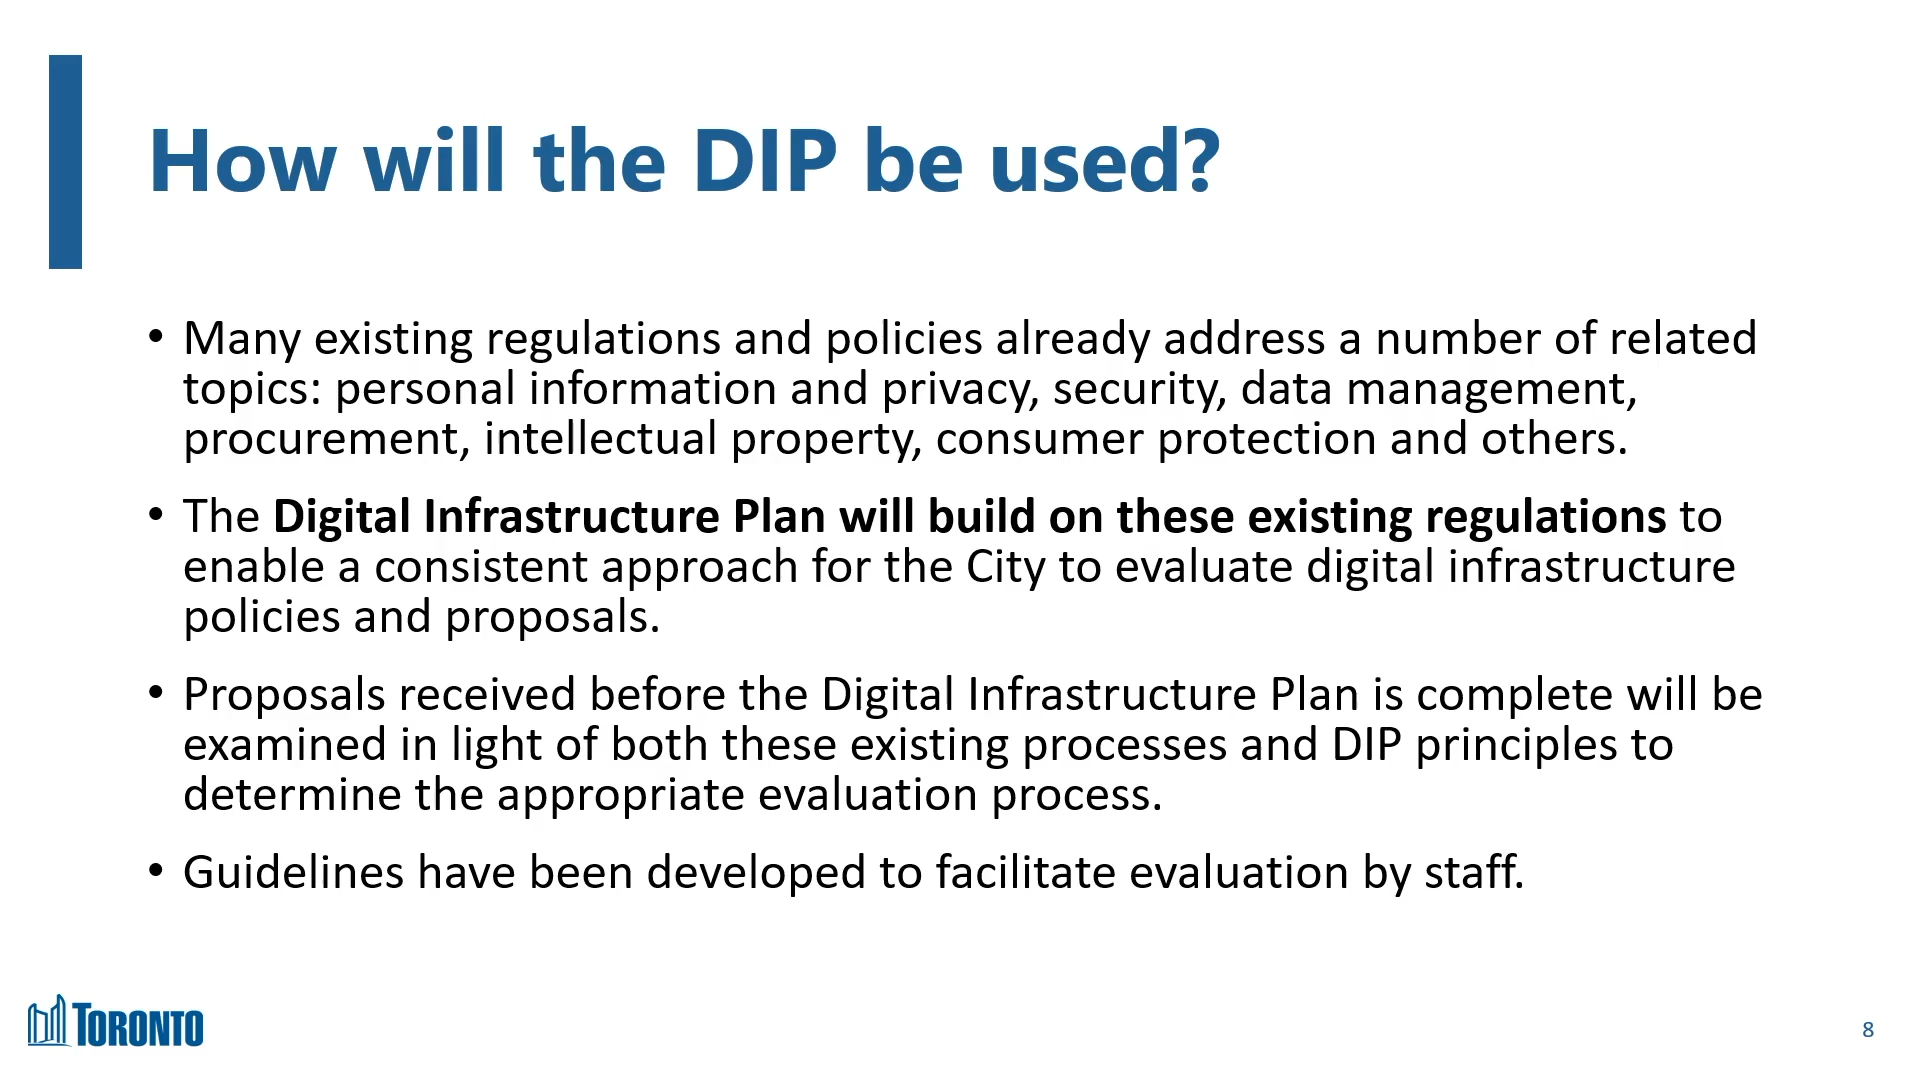 How will the DIP be used?
• Many existing regulations and policies already address a number of related
topics: personal information and privacy, security, data management,
procurement, intellectual property, consumer protection and others.
• The Digital Infrastructure Plan will build on these existing regulations to
enable a consistent approach for the City to evaluate digital infrastructure
policies and proposals.
• Proposals received before the Digital Infrastructure Plan is complete will be
examined in light of both these existing processes and DIP principles to
determine the appropriate evaluation process.
• Guidelines have been developed to facilitate evaluation by staff.
TORONTO
8